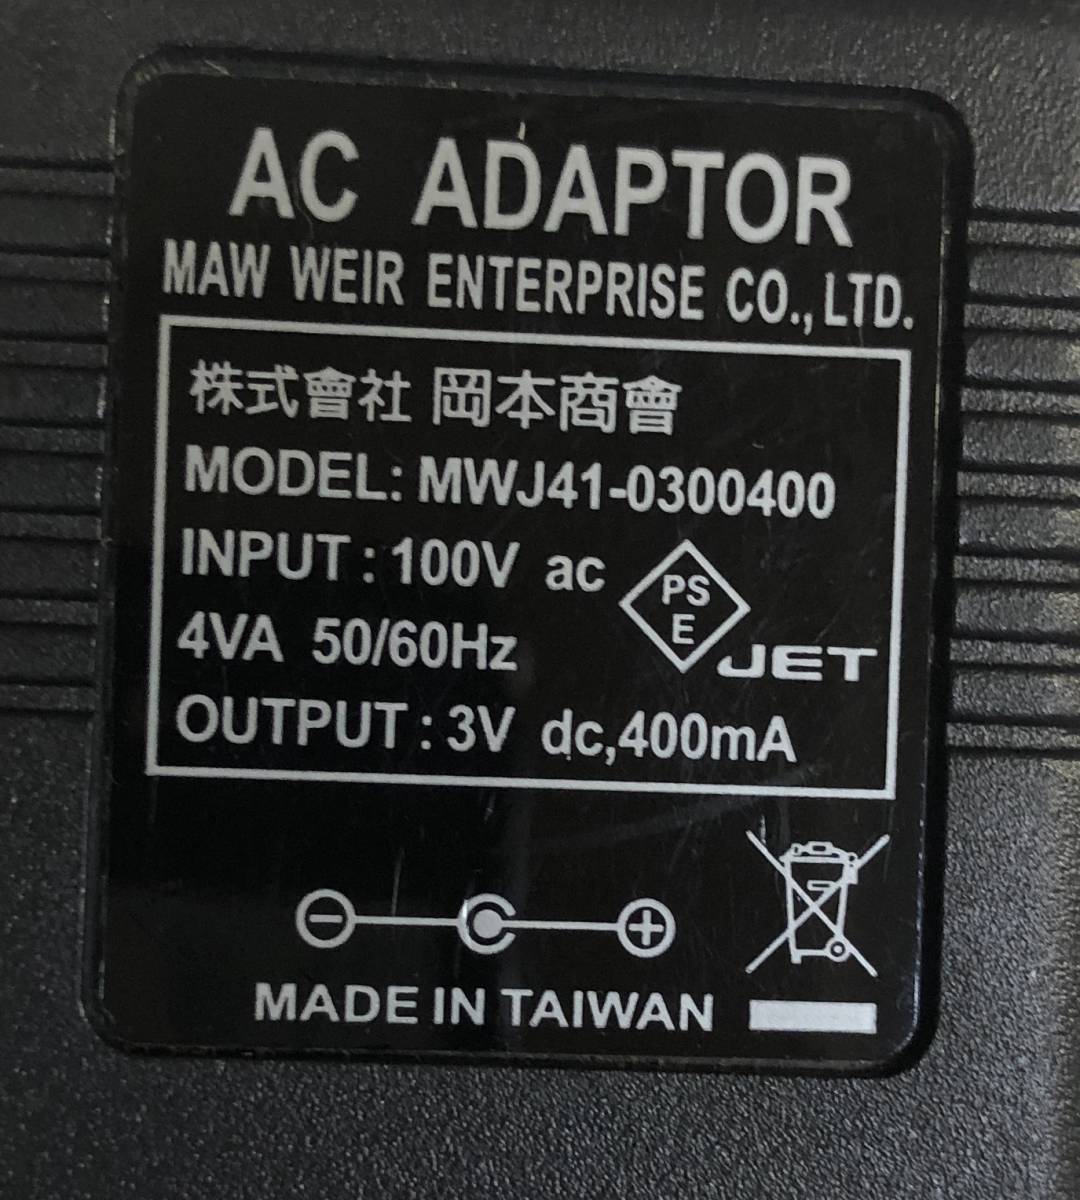 AC ADAPTOR
MAW WEIR ENTERPRISE CO., LTD.
株式會社 岡本商會
MODEL: MWJ41-0300400
INPUT : 100V ac
PS
E
JET
4VA 50/60Hz
OUTPUT : 3V dc,400mA
MADE IN TAIWAN